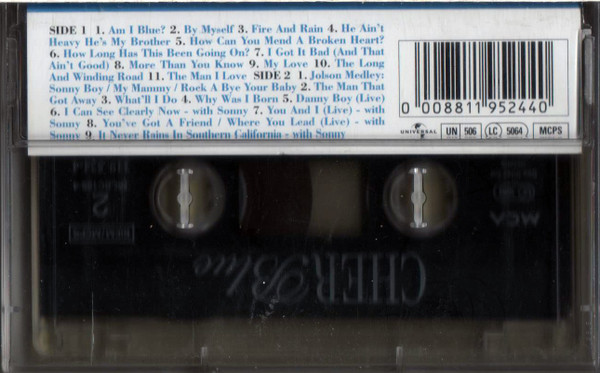 SIDE 1 1. Am I Blue? 2. By Myself 3. Fire And Rain 4. He Ain't
Heavy He's My Brother 5. How Can You Mend A Broken Heart?
6. How Long Has This Been Going On? 7. I Got It Bad (And That
Ain't Good) 8. More Than You Know 9. My Love 10. The Long
And Winding Road 11. The Man I Love SIDE 2 1. Jolson Medley:
Sonny Boy / My Mammy / Rock A Bye Your Baby 2. The Man That
Got Away 3. What'll I Do 4. Why Was I Born 5. Danny Boy (Live)
6. I Can See Clearly Now - with Sonny 7. You And I (Live) - with
Sonny 8. You've Got A Friend / Where You Lead (Live) - with
Sonny 9. It Never Rains In Southern California - with Sonny
0 008811 952440
UNIVERSAL
UN 506
LC 5064
MCPS
2
MCA
CHER Blue